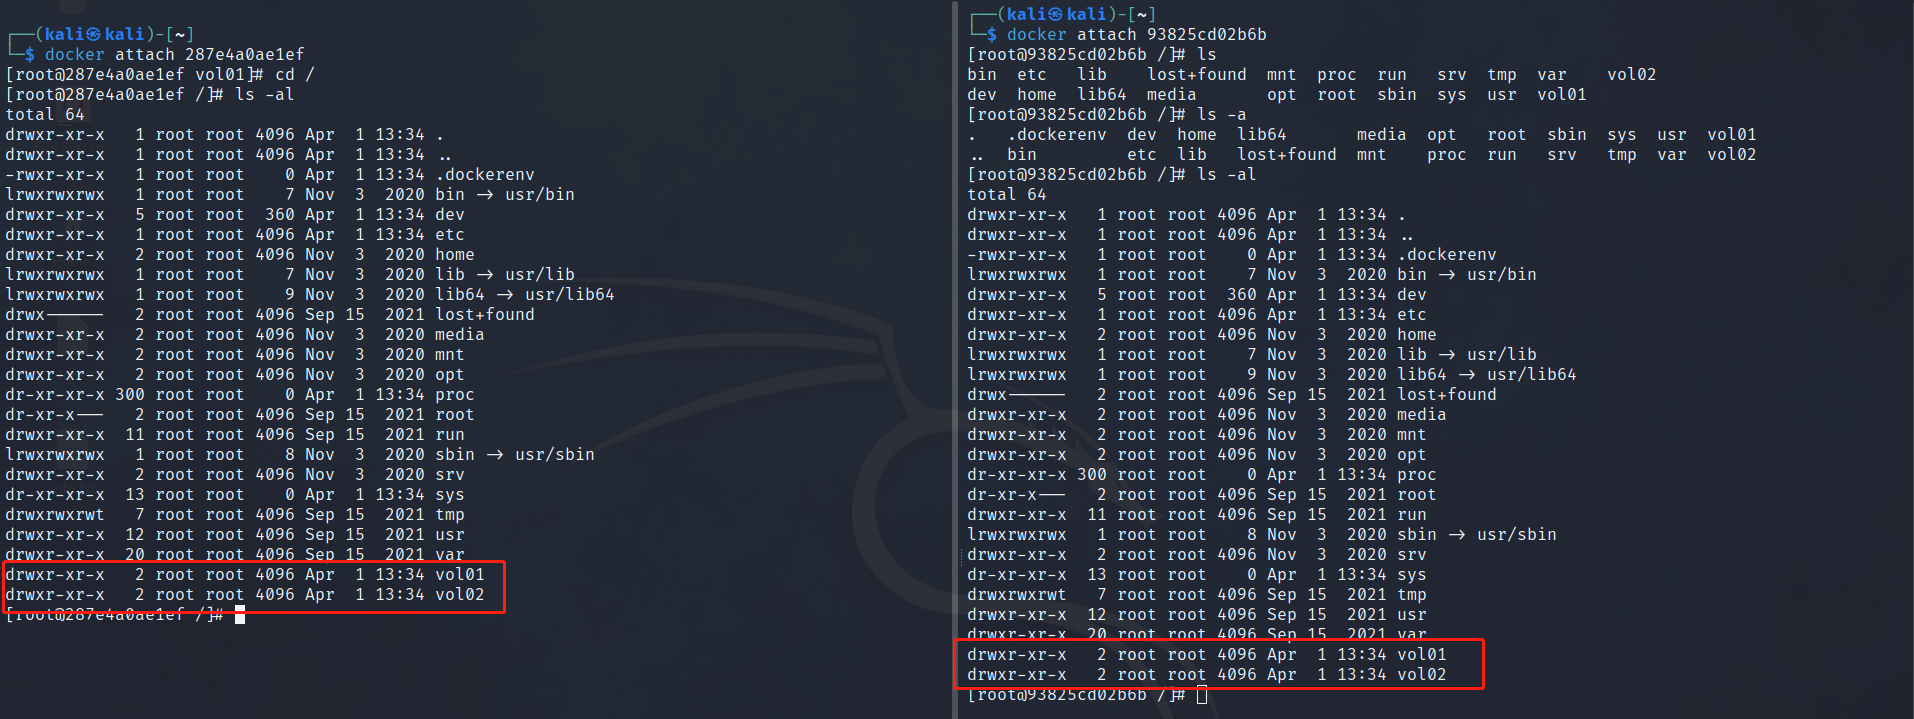 ┌──(kali㉿kali)-[~]
└─$ docker attach 287e4a0ae1ef
[root@287e4a0ae1ef vol01]# cd /
[root@287e4a0ae1ef /]# ls -al
total 64
drwxr-xr-x   1 root root 4096 Apr  1 13:34 .
drwxr-xr-x   1 root root 4096 Apr  1 13:34 ..
-rwxr-xr-x   1 root root    0 Apr  1 13:34 .dockerenv
lrwxrwxrwx   1 root root    7 Nov  3  2020 bin -> usr/bin
drwxr-xr-x   5 root root  360 Apr  1 13:34 dev
drwxr-xr-x   1 root root 4096 Apr  1 13:34 etc
drwxr-xr-x   2 root root 4096 Nov  3  2020 home
lrwxrwxrwx   1 root root    7 Nov  3  2020 lib -> usr/lib
lrwxrwxrwx   1 root root    9 Nov  3  2020 lib64 -> usr/lib64
drwx------   2 root root 4096 Sep 15  2021 lost+found
drwxr-xr-x   2 root root 4096 Nov  3  2020 media
drwxr-xr-x   2 root root 4096 Nov  3  2020 mnt
drwxr-xr-x   2 root root 4096 Nov  3  2020 opt
dr-xr-xr-x 300 root root    0 Apr  1 13:34 proc
dr-xr-x---   2 root root 4096 Sep 15  2021 root
drwxr-xr-x  11 root root 4096 Sep 15  2021 run
lrwxrwxrwx   1 root root    8 Nov  3  2020 sbin -> usr/sbin
drwxr-xr-x   2 root root 4096 Nov  3  2020 srv
dr-xr-xr-x  13 root root    0 Apr  1 13:34 sys
drwxrwxrwt   7 root root 4096 Sep 15  2021 tmp
drwxr-xr-x  12 root root 4096 Sep 15  2021 usr
drwxr-xr-x  20 root root 4096 Sep 15  2021 var
drwxr-xr-x   2 root root 4096 Apr  1 13:34 vol01
drwxr-xr-x   2 root root 4096 Apr  1 13:34 vol02
[root@287e4a0ae1ef /]#
┌──(kali㉿kali)-[~]
└─$ docker attach 93825cd02b6b
[root@93825cd02b6b /]# ls
bin  etc   lib    lost+found  mnt  proc  run   srv  tmp  var    vol02
dev  home  lib64  media       opt  root  sbin  sys  usr  vol01
[root@93825cd02b6b /]# ls -a
.   .dockerenv  dev  home  lib64       media  opt   root  sbin  sys  usr  vol01
..  bin         etc  lib   lost+found  mnt    proc  run   srv   tmp  var  vol02
[root@93825cd02b6b /]# ls -al
total 64
drwxr-xr-x   1 root root 4096 Apr  1 13:34 .
drwxr-xr-x   1 root root 4096 Apr  1 13:34 ..
-rwxr-xr-x   1 root root    0 Apr  1 13:34 .dockerenv
lrwxrwxrwx   1 root root    7 Nov  3  2020 bin -> usr/bin
drwxr-xr-x   5 root root  360 Apr  1 13:34 dev
drwxr-xr-x   1 root root 4096 Apr  1 13:34 etc
drwxr-xr-x   2 root root 4096 Nov  3  2020 home
lrwxrwxrwx   1 root root    7 Nov  3  2020 lib -> usr/lib
lrwxrwxrwx   1 root root    9 Nov  3  2020 lib64 -> usr/lib64
drwx------   2 root root 4096 Sep 15  2021 lost+found
drwxr-xr-x   2 root root 4096 Nov  3  2020 media
drwxr-xr-x   2 root root 4096 Nov  3  2020 mnt
drwxr-xr-x   2 root root 4096 Nov  3  2020 opt
dr-xr-xr-x 300 root root    0 Apr  1 13:34 proc
dr-xr-x---   2 root root 4096 Sep 15  2021 root
drwxr-xr-x  11 root root 4096 Sep 15  2021 run
lrwxrwxrwx   1 root root    8 Nov  3  2020 sbin -> usr/sbin
drwxr-xr-x   2 root root 4096 Nov  3  2020 srv
dr-xr-xr-x  13 root root    0 Apr  1 13:34 sys
drwxrwxrwt   7 root root 4096 Sep 15  2021 tmp
drwxr-xr-x  12 root root 4096 Sep 15  2021 usr
drwxr-xr-x  20 root root 4096 Sep 15  2021 var
drwxr-xr-x   2 root root 4096 Apr  1 13:34 vol01
drwxr-xr-x   2 root root 4096 Apr  1 13:34 vol02
[root@93825cd02b6b /]#